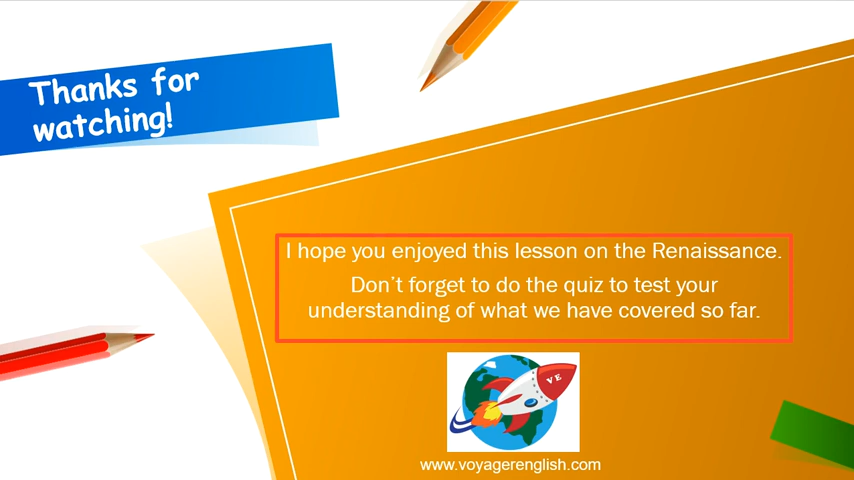 Thanks for
watching!
I hope you enjoyed this lesson on the Renaissance.
Don't forget to do the quiz to test your
understanding of what we have covered so far.
VE
www.voyagerenglish.com